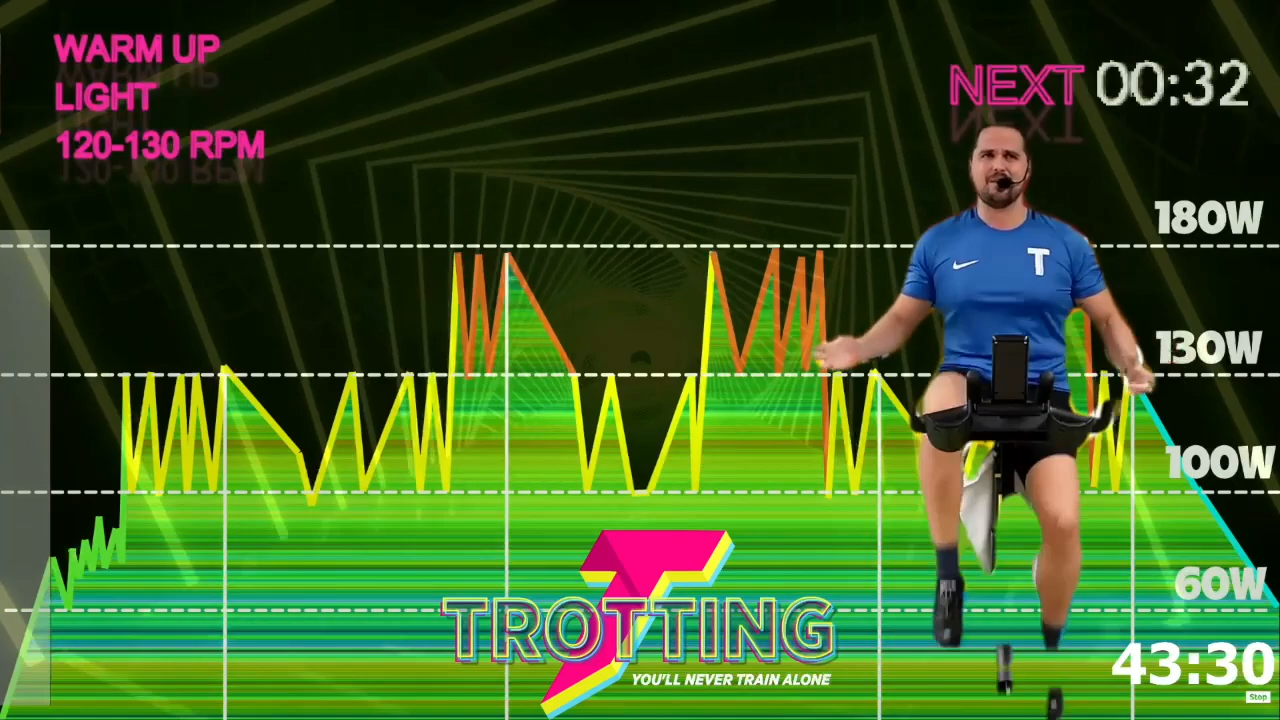 WARM UP
LIGHT
120-130 RPM
NEXT 00:32
180W
T
130W
100W
60W
TROTTING
YOU'LL NEVER TRAIN ALONE
43:30
Stop